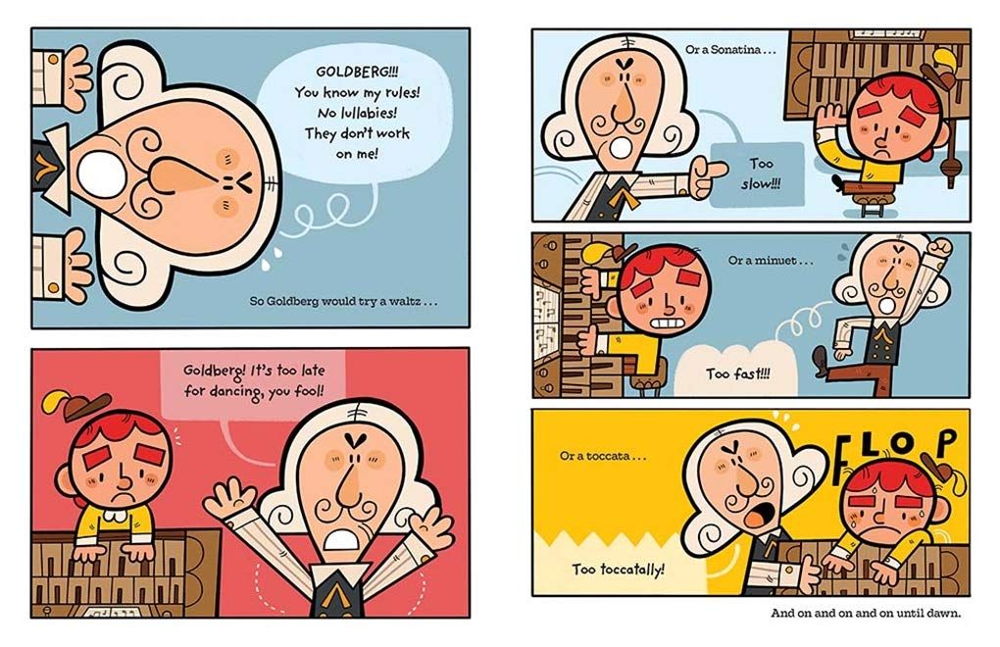 GOLDBERG!!!
You know my rules!
No lullabies!
They don't work
on me!
So Goldberg would try a waltz . . .
Goldberg! It's too late
for dancing, you fool!
Or a Sonatina . . .
Too
slow!!!
Or a minuet . . .
Too fast!!!
Or a toccata . . .
FLOP
Too toccatally!
And on and on and on until dawn.